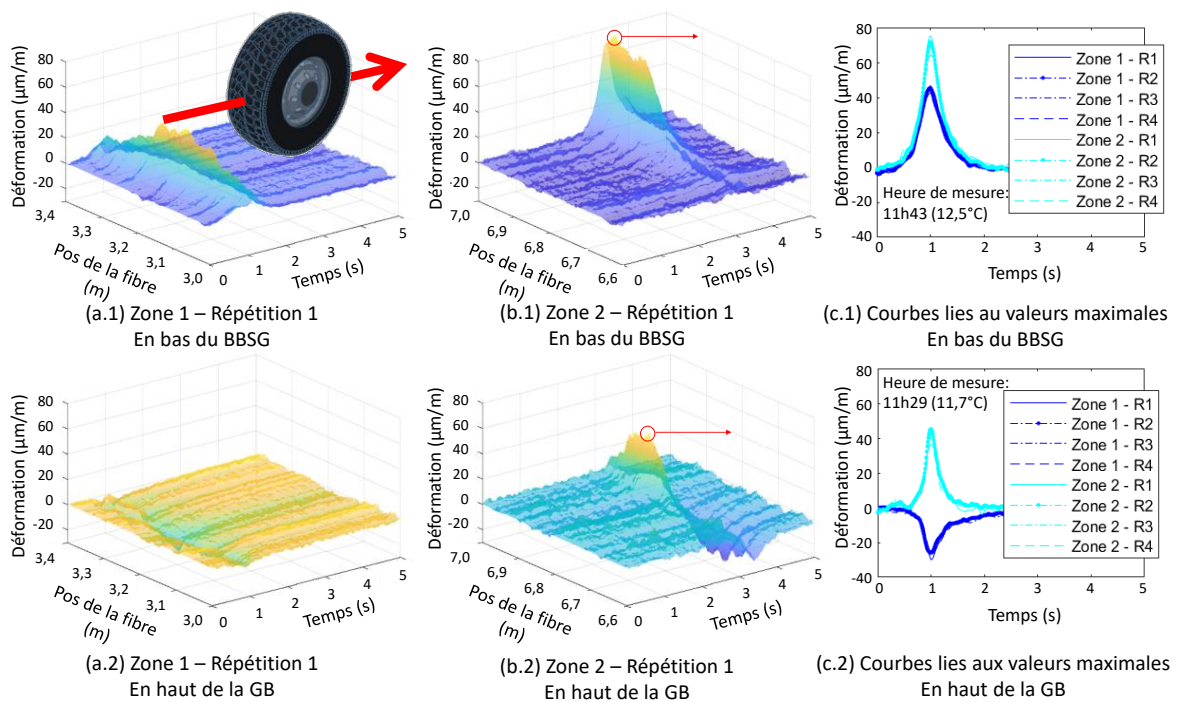 Déformation (µm/m)
80
60
40
20
0
-20
3,4
3,3
3,2
3,1
3,0
Pos de la fibre
(m)
0
1
2
3
4
5
Temps (s)
(a.1) Zone 1 – Répétition 1
En bas du BBSG
Déformation (µm/m)
80
60
40
20
0
-20
7,0
6,9
6,8
6,7
6,6
Pos de la fibre
(m)
0
1
2
3
4
5
Temps (s)
(b.1) Zone 2 – Répétition 1
En bas du BBSG
Déformation (µm/m)
80
60
40
20
0
-20
-40
Zone 1 - R1
Zone 1 - R2
Zone 1 - R3
Zone 1 - R4
Zone 2 - R1
Zone 2 - R2
Zone 2 - R3
Zone 2 - R4
Heure de mesure:
11h43 (12,5°C)
0
1
2
3
4
5
Temps (s)
(c.1) Courbes lies au valeurs maximales
En bas du BBSG
Déformation (µm/m)
80
60
40
20
0
-20
3,4
3,3
3,2
3,1
3,0
Pos de la fibre
(m)
0
1
2
3
4
5
Temps (s)
(a.2) Zone 1 – Répétition 1
En haut de la GB
Déformation (µm/m)
80
60
40
20
0
-20
7,0
6,9
6,8
6,7
6,6
Pos de la fibre
(m)
0
1
2
3
4
5
Temps (s)
(b.2) Zone 2 – Répétition 1
En haut de la GB
Déformation (µm/m)
80
60
40
20
0
-20
-40
Heure de mesure:
11h29 (11,7°C)
Zone 1 - R1
Zone 1 - R2
Zone 1 - R3
Zone 1 - R4
Zone 2 - R1
Zone 2 - R2
Zone 2 - R3
Zone 2 - R4
0
1
2
3
4
5
Temps (s)
(c.2) Courbes lies aux valeurs maximales
En haut de la GB